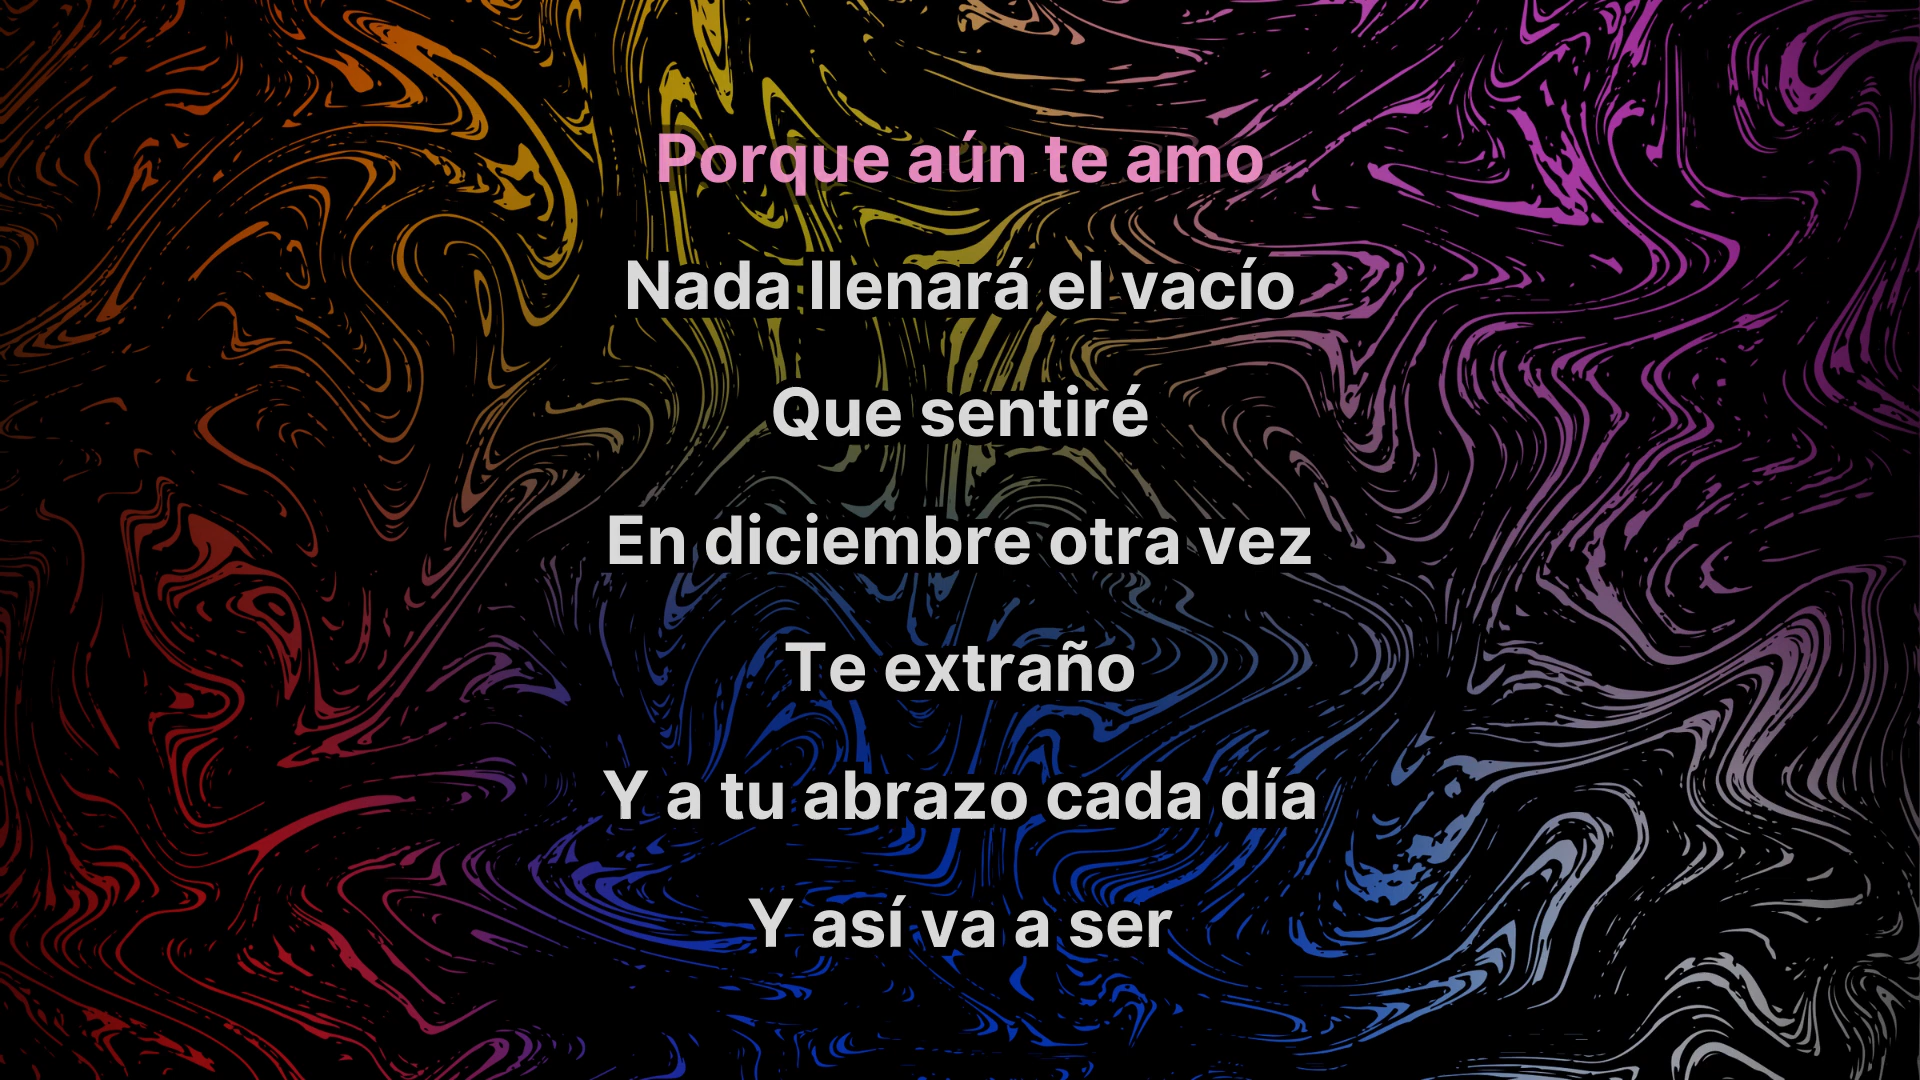 Porque aún te amo
Nada llenará el vacío
Que sentiré
En diciembre otra vez
Te extraño
Y a tu abrazo cada día
Y así va a ser